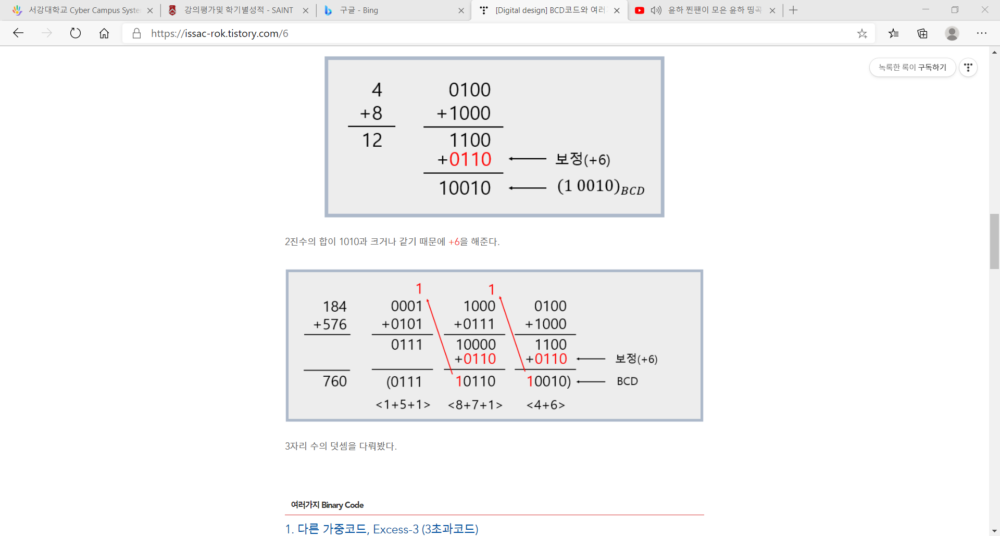 서강대학교 Cyber Campus Syste
강의평가및 학기별성적 - SAINT
구글 - Bing
[Digital design] BCD코드와 여러
윤하 찐팬이 모은 윤하 띵곡
https://issac-rok.tistory.com/6
녹록한 록이 구독하기
4 0100
+8 +1000
12 1100
+0110 보정(+6)
10010 (1 0010)BCD
2진수의 합이 1010과 크거나 같기 때문에 +6을 해준다.
1 1
184 0001 1000 0100
+576 +0101 +0111 +1000
0111 10000 1100
+0110 +0110 보정(+6)
760 (0111 10110 10010) BCD
<1+5+1> <8+7+1> <4+6>
3자리 수의 덧셈을 다뤄봤다.
여러가지 Binary Code
1. 다른 가중코드, Excess-3 (3초과코드)